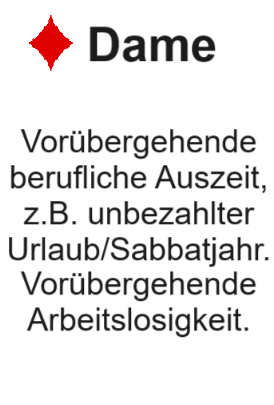 Dame
Vorübergehende
berufliche Auszeit,
z.B. unbezahlter
Urlaub/Sabbatjahr.
Vorübergehende
Arbeitslosigkeit.